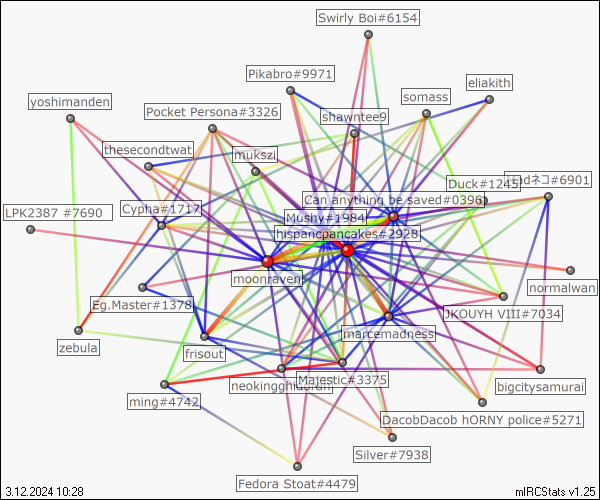 Swirly Boi#6154
Pikabro#9971
eliakith
yoshimanden
somass
Pocket Persona#3326
shawntee9
thesecondtwat
mukszi
Duck#1245
ネコ#6901
Can anything be saved#0396
LPK2387 #7690
Cypha#1717
Mushy#1984
hispanicpancakes#2928
moonraven
normalwan
Eg.Master#1378
JKOUYH VIII#7034
marcemadness
zebula
frisout
Majestic#3375
bigcitysamurai
ming#4742
DacobDacob hORNY police#5271
Silver#7938
Fedora Stoat#4479
3.12.2024 10:28
mIRCStats v1.25